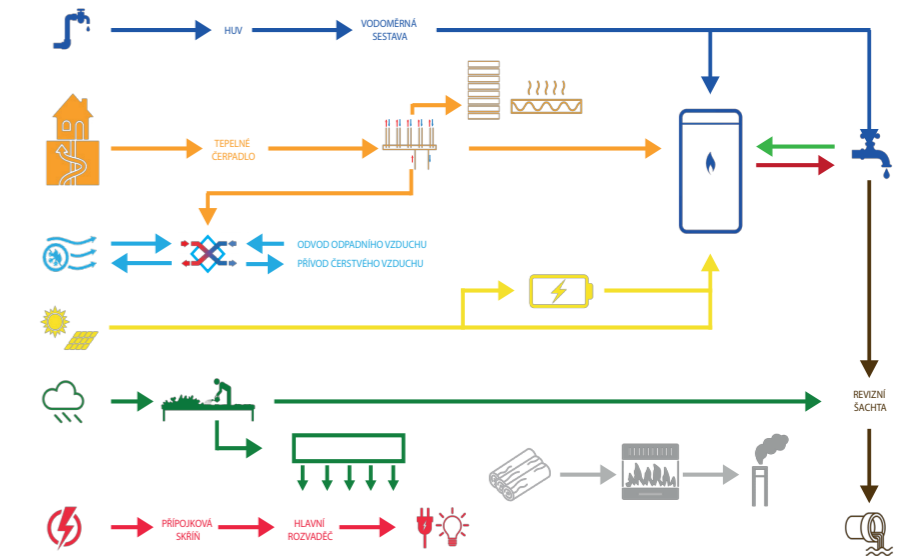 HUV
VODOMĚRNÁ
SESTAVA
TEPELNÉ
ČERPADLO
ODVOD ODPADNÍHO VZDUCHU
PŘÍVOD ČERSTVÉHO VZDUCHU
REVIZNÍ
ŠACHTA
PŘÍPOJKOVÁ
SKŘÍŇ
HLAVNÍ
ROZVADĚČ